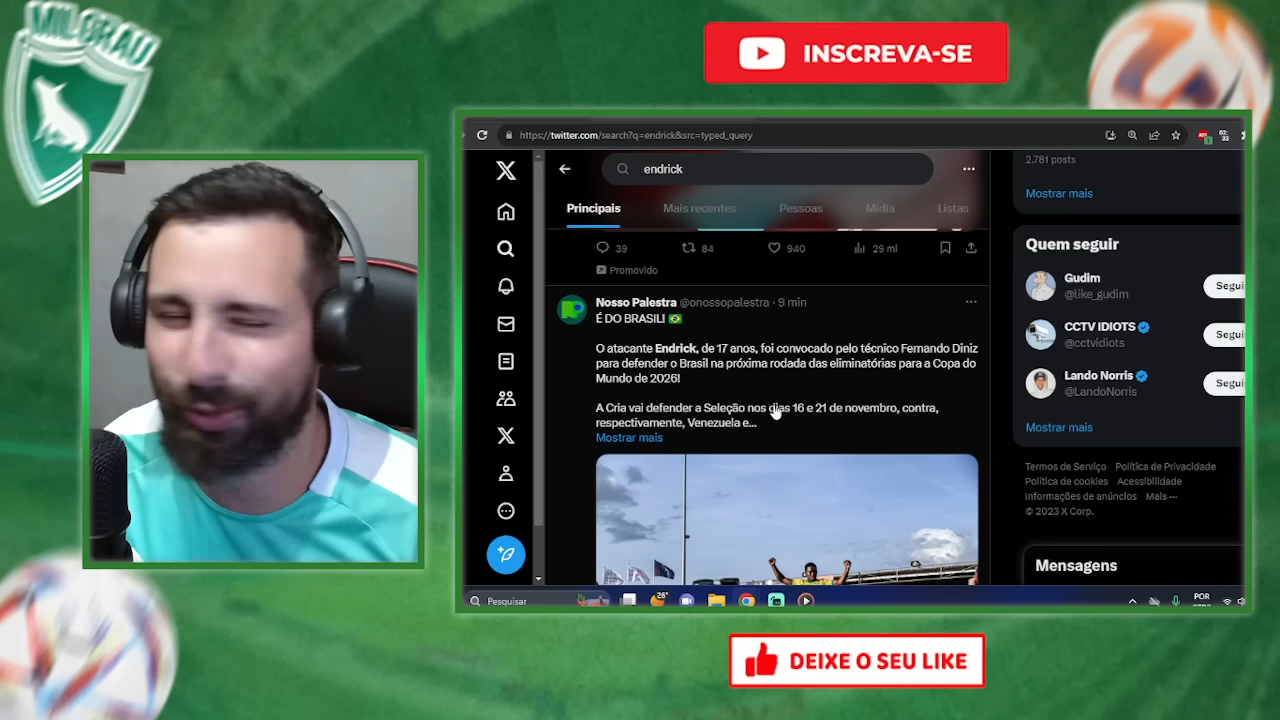 MIL GRAU
INSCREVA-SE
https://twitter.com/search?q=endrick&src=typed_query
endrick
Principais
Mais recentes
Pessoas
Mídia
Listas
39
84
940
29 mil
Promovido
Nosso Palestra @onossopalestra · 9 min
É DO BRASIL! 🇧🇷
O atacante Endrick, de 17 anos, foi convocado pelo técnico Fernando Diniz
para defender o Brasil na próxima rodada das eliminatórias para a Copa do
Mundo de 2026!
A Cria vai defender a Seleção nos dias 16 e 21 de novembro, contra,
respectivamente, Venezuela e...
Mostrar mais
2.781 posts
Mostrar mais
Quem seguir
Gudim
@like_gudim
Segui
CCTV IDIOTS
@cctvidiots
Segui
Lando Norris
@LandoNorris
Segui
Mostrar mais
Termos de Serviço Política de Privacidade
Política de cookies Acessibilidade
Informações de anúncios Mais ···
© 2023 X Corp.
Mensagens
Pesquisar
26°
POR
DEIXE O SEU LIKE